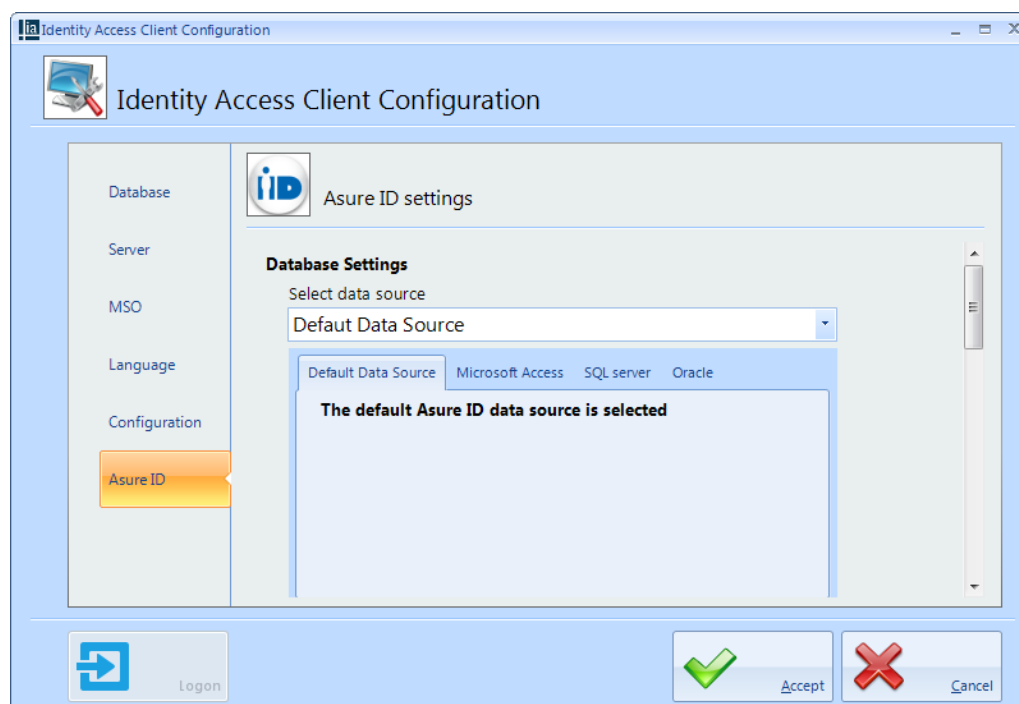 ia Identity Access Client Configuration
Identity Access Client Configuration
Database
Server
MSO
Language
Configuration
Asure ID
iD Asure ID settings
Database Settings
Select data source
Defaut Data Source
Default Data Source Microsoft Access SQL server Oracle
The default Asure ID data source is selected
Logon
Accept
Cancel